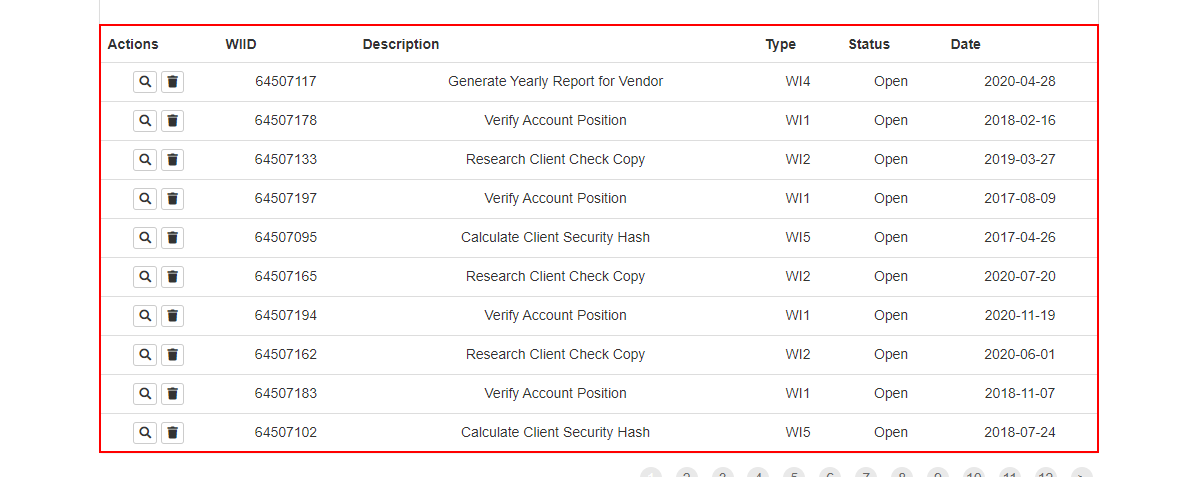 Actions WIID Description Type Status Date
64507117 Generate Yearly Report for Vendor WI4 Open 2020-04-28
64507178 Verify Account Position WI1 Open 2018-02-16
64507133 Research Client Check Copy WI2 Open 2019-03-27
64507197 Verify Account Position WI1 Open 2017-08-09
64507095 Calculate Client Security Hash WI5 Open 2017-04-26
64507165 Research Client Check Copy WI2 Open 2020-07-20
64507194 Verify Account Position WI1 Open 2020-11-19
64507162 Research Client Check Copy WI2 Open 2020-06-01
64507183 Verify Account Position WI1 Open 2018-11-07
64507102 Calculate Client Security Hash WI5 Open 2018-07-24
1 2 3 4 5 6 7 8 9 10 11 12 >